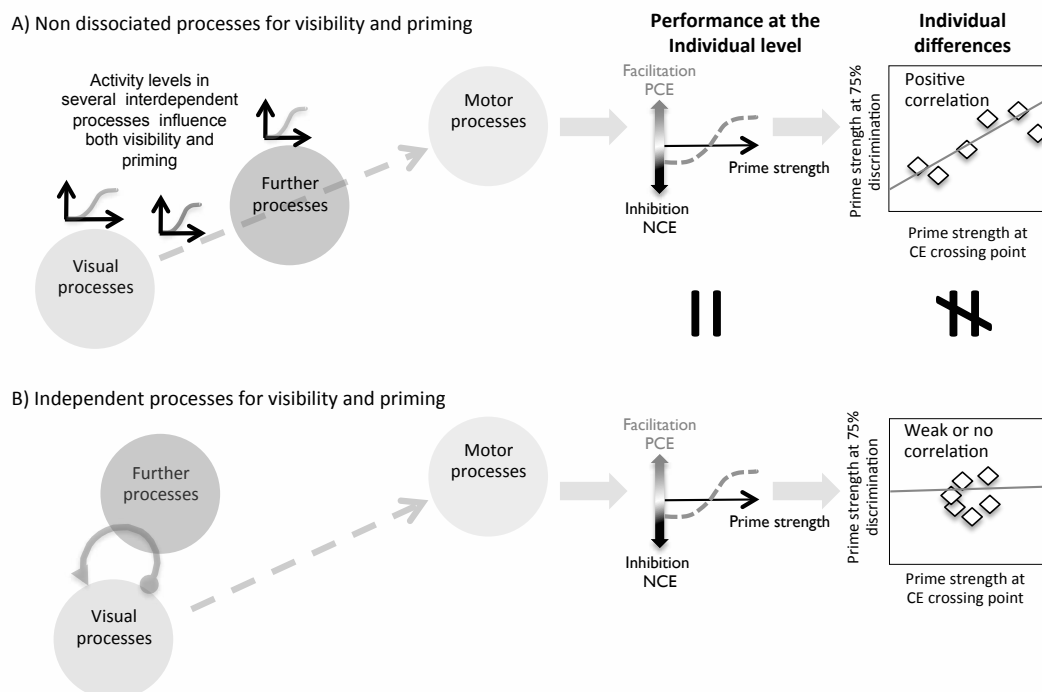 A) Non dissociated processes for visibility and priming
Performance at the
Individual level
Individual
differences
Activity levels in
several interdependent
processes influence
both visibility and
priming
Further
processes
Visual
processes
Motor
processes
Facilitation
PCE
Prime strength
Inhibition
NCE
Prime strength at 75%
discrimination
Positive
correlation
Prime strength at
CE crossing point
B) Independent processes for visibility and priming
Further
processes
Visual
processes
Motor
processes
Facilitation
PCE
Prime strength
Inhibition
NCE
Prime strength at 75%
discrimination
Weak or no
correlation
Prime strength at
CE crossing point